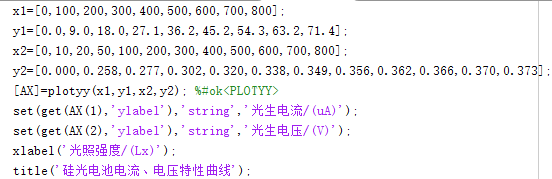 x1=[0,100,200,300,400,500,600,700,800];
y1=[0.0,9.0,18.0,27.1,36.2,45.2,54.3,63.2,71.4];
x2=[0,10,20,50,100,200,300,400,500,600,700,800];
y2=[0.000,0.258,0.277,0.302,0.320,0.338,0.349,0.356,0.362,0.366,0.370,0.373];
[AX]=plotyy(x1,y1,x2,y2); %#ok<PLOTYY>
set(get(AX(1),'ylabel'),'string','光生电流/(uA)');
set(get(AX(2),'ylabel'),'string','光生电压/(V)');
xlabel('光照强度/(Lx)');
title('硅光电池电流、电压特性曲线');